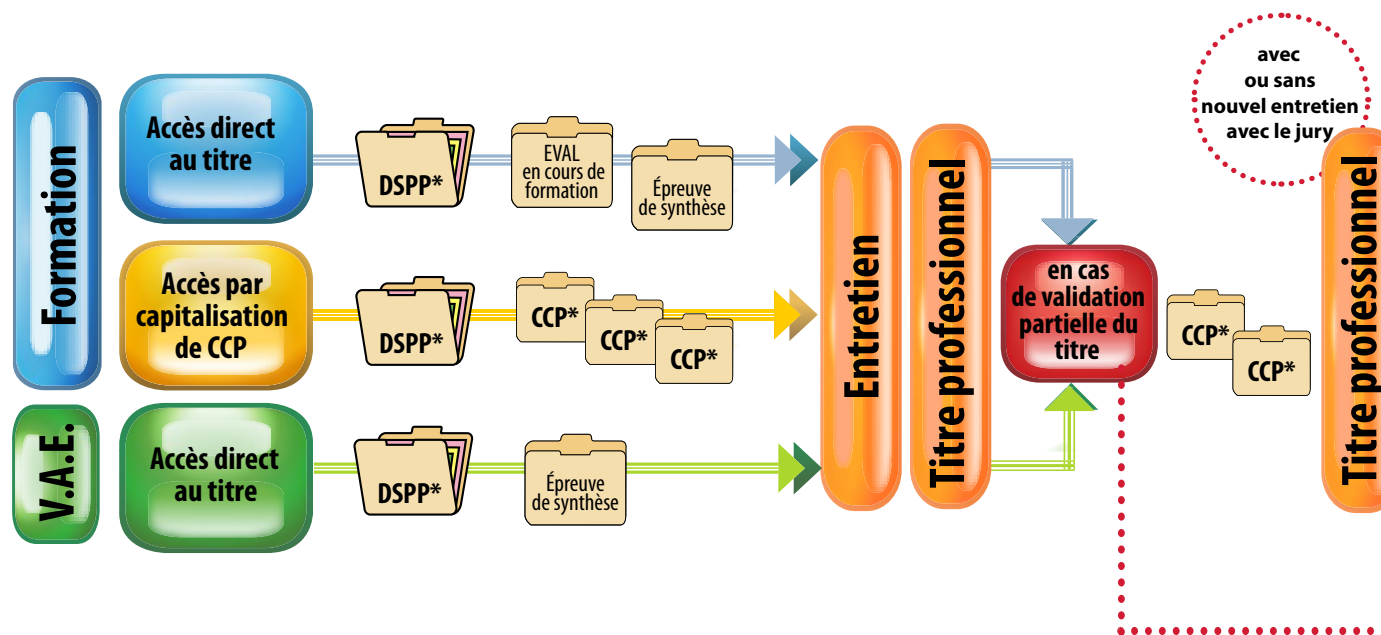 Formation
Accès direct
au titre
DSPP*
EVAL
en cours de
formation
Épreuve
de synthèse
Accès par
capitalisation
de CCP
DSPP*
CCP*
CCP*
CCP*
V.A.E.
Accès direct
au titre
DSPP*
Épreuve
de synthèse
Entretien
Titre professionnel
en cas
de validation
partielle du
titre
CCP*
CCP*
avec
ou sans
nouvel entretien
avec le jury
Titre professionnel